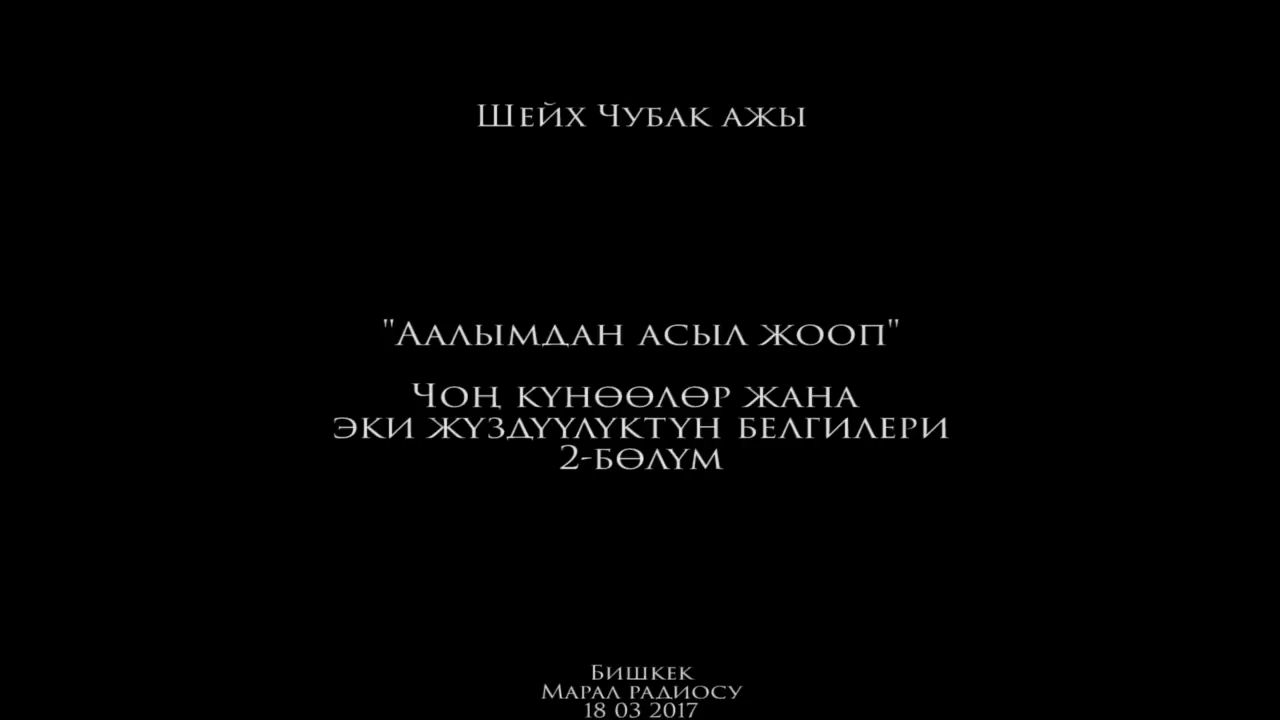 Шейх Чубак ажы
"Аалымдан асыл жооп"
Чоң күнөөлөр жана
эки жүздүүлүктүн белгилери
2-бөлүм
Бишкек
Марал радиосу
18 03 2017